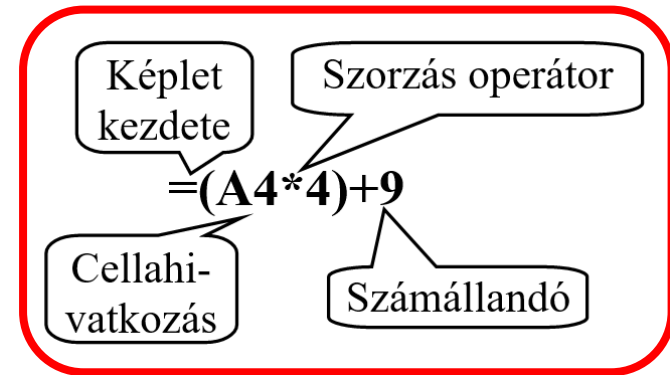 Képlet
kezdete
Szorzás operátor
=(A4*4)+9
Cellahi-
vatkozás
Számállandó